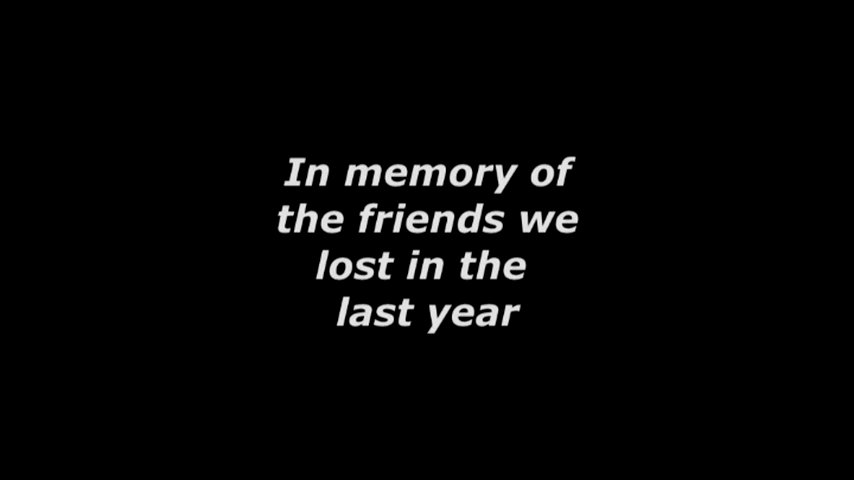 In memory of
the friends we
lost in the
last year